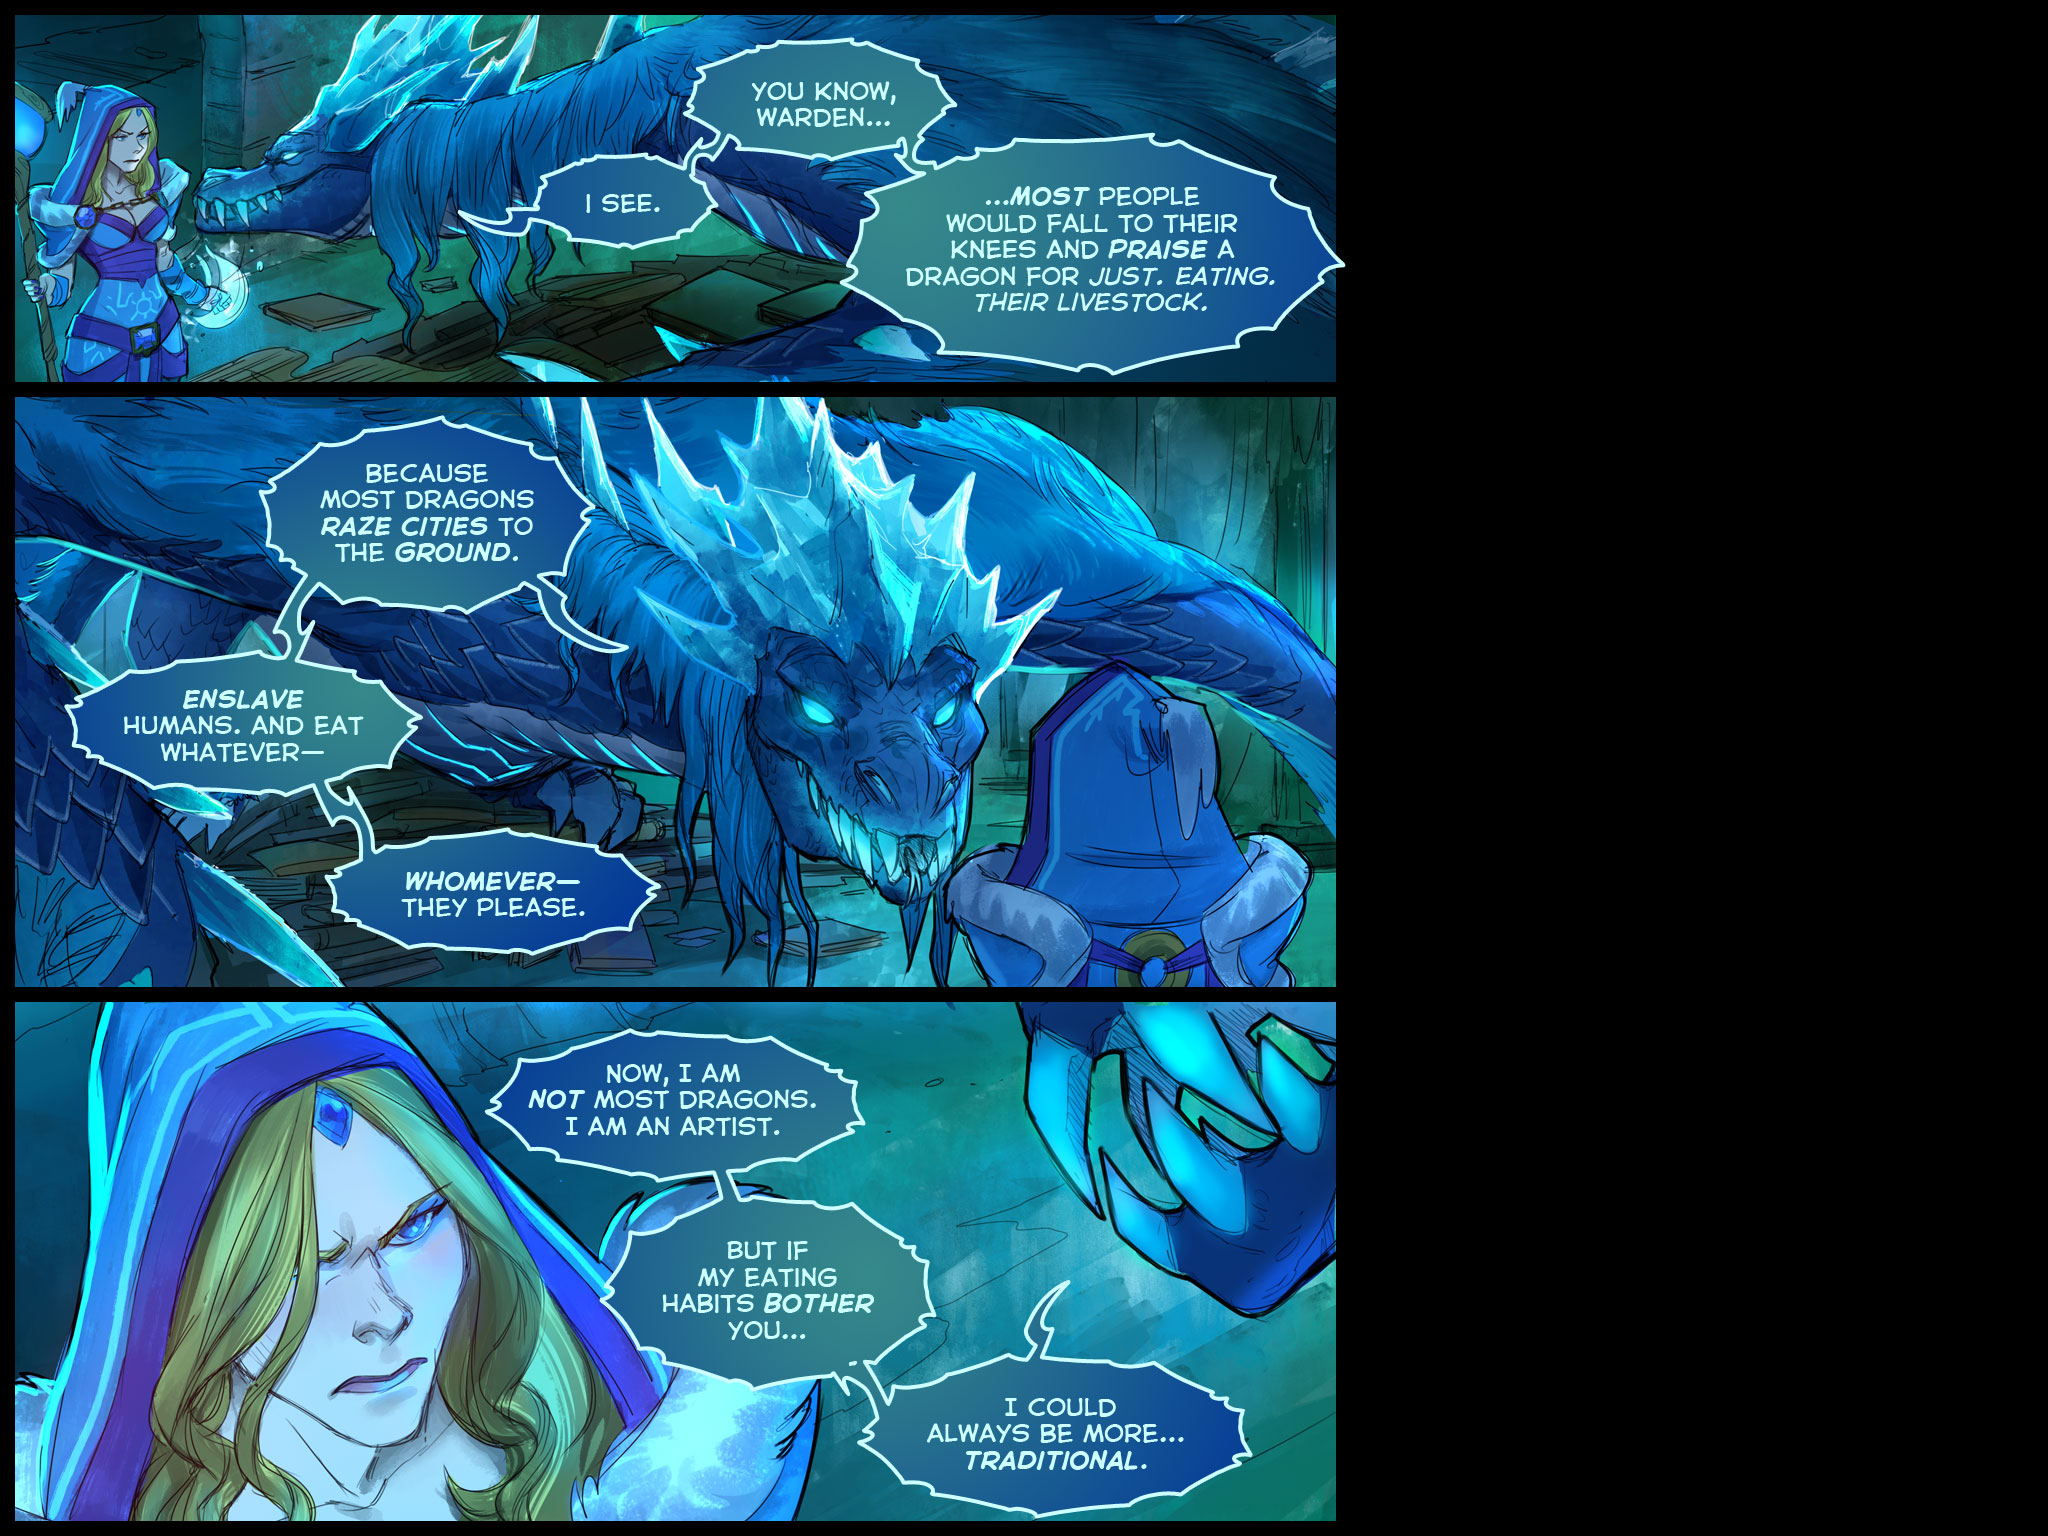 I SEE.
YOU KNOW,
WARDEN...
...MOST PEOPLE
WOULD FALL TO THEIR
KNEES AND PRAISE A
DRAGON FOR JUST. EATING.
THEIR LIVESTOCK.
BECAUSE
MOST DRAGONS
RAZE CITIES TO
THE GROUND.
ENSLAVE
HUMANS. AND EAT
WHATEVER—
WHOMEVER—
THEY PLEASE.
NOW, I AM
NOT MOST DRAGONS.
I AM AN ARTIST.
BUT IF
MY EATING
HABITS BOTHER
YOU...
I COULD
ALWAYS BE MORE...
TRADITIONAL.